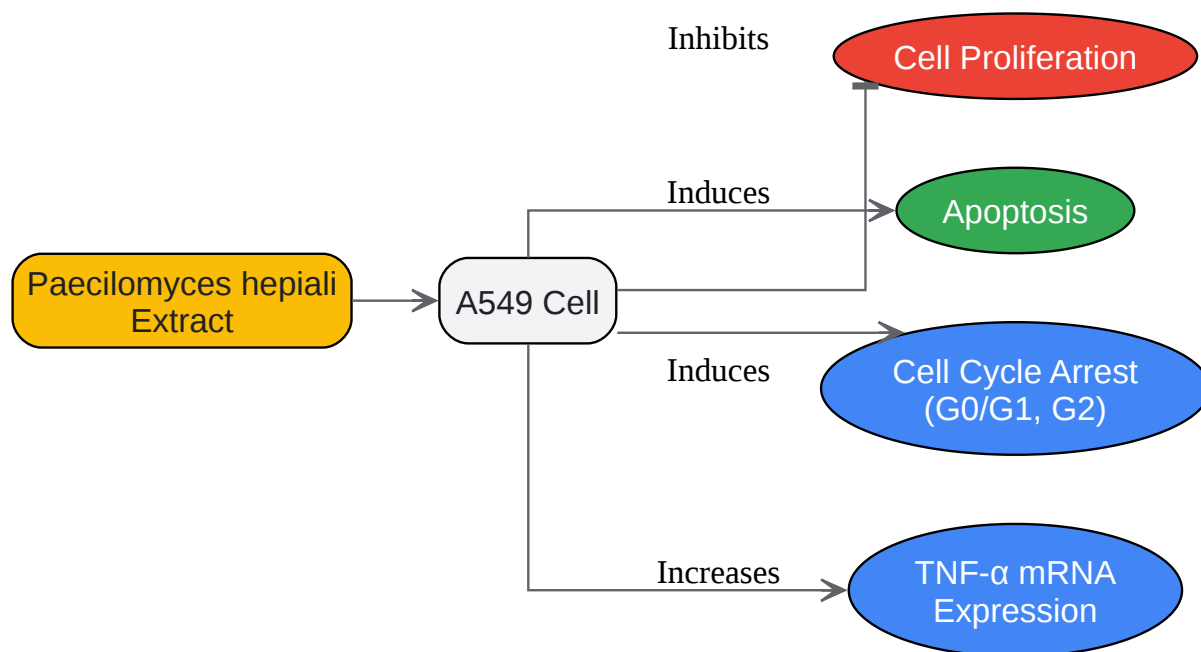 Inhibits
Cell Proliferation
Induces
Apoptosis
Paecilomyces hepiali
Extract
A549 Cell
Induces
Cell Cycle Arrest
(G0/G1, G2)
Increases
TNF-α mRNA
Expression